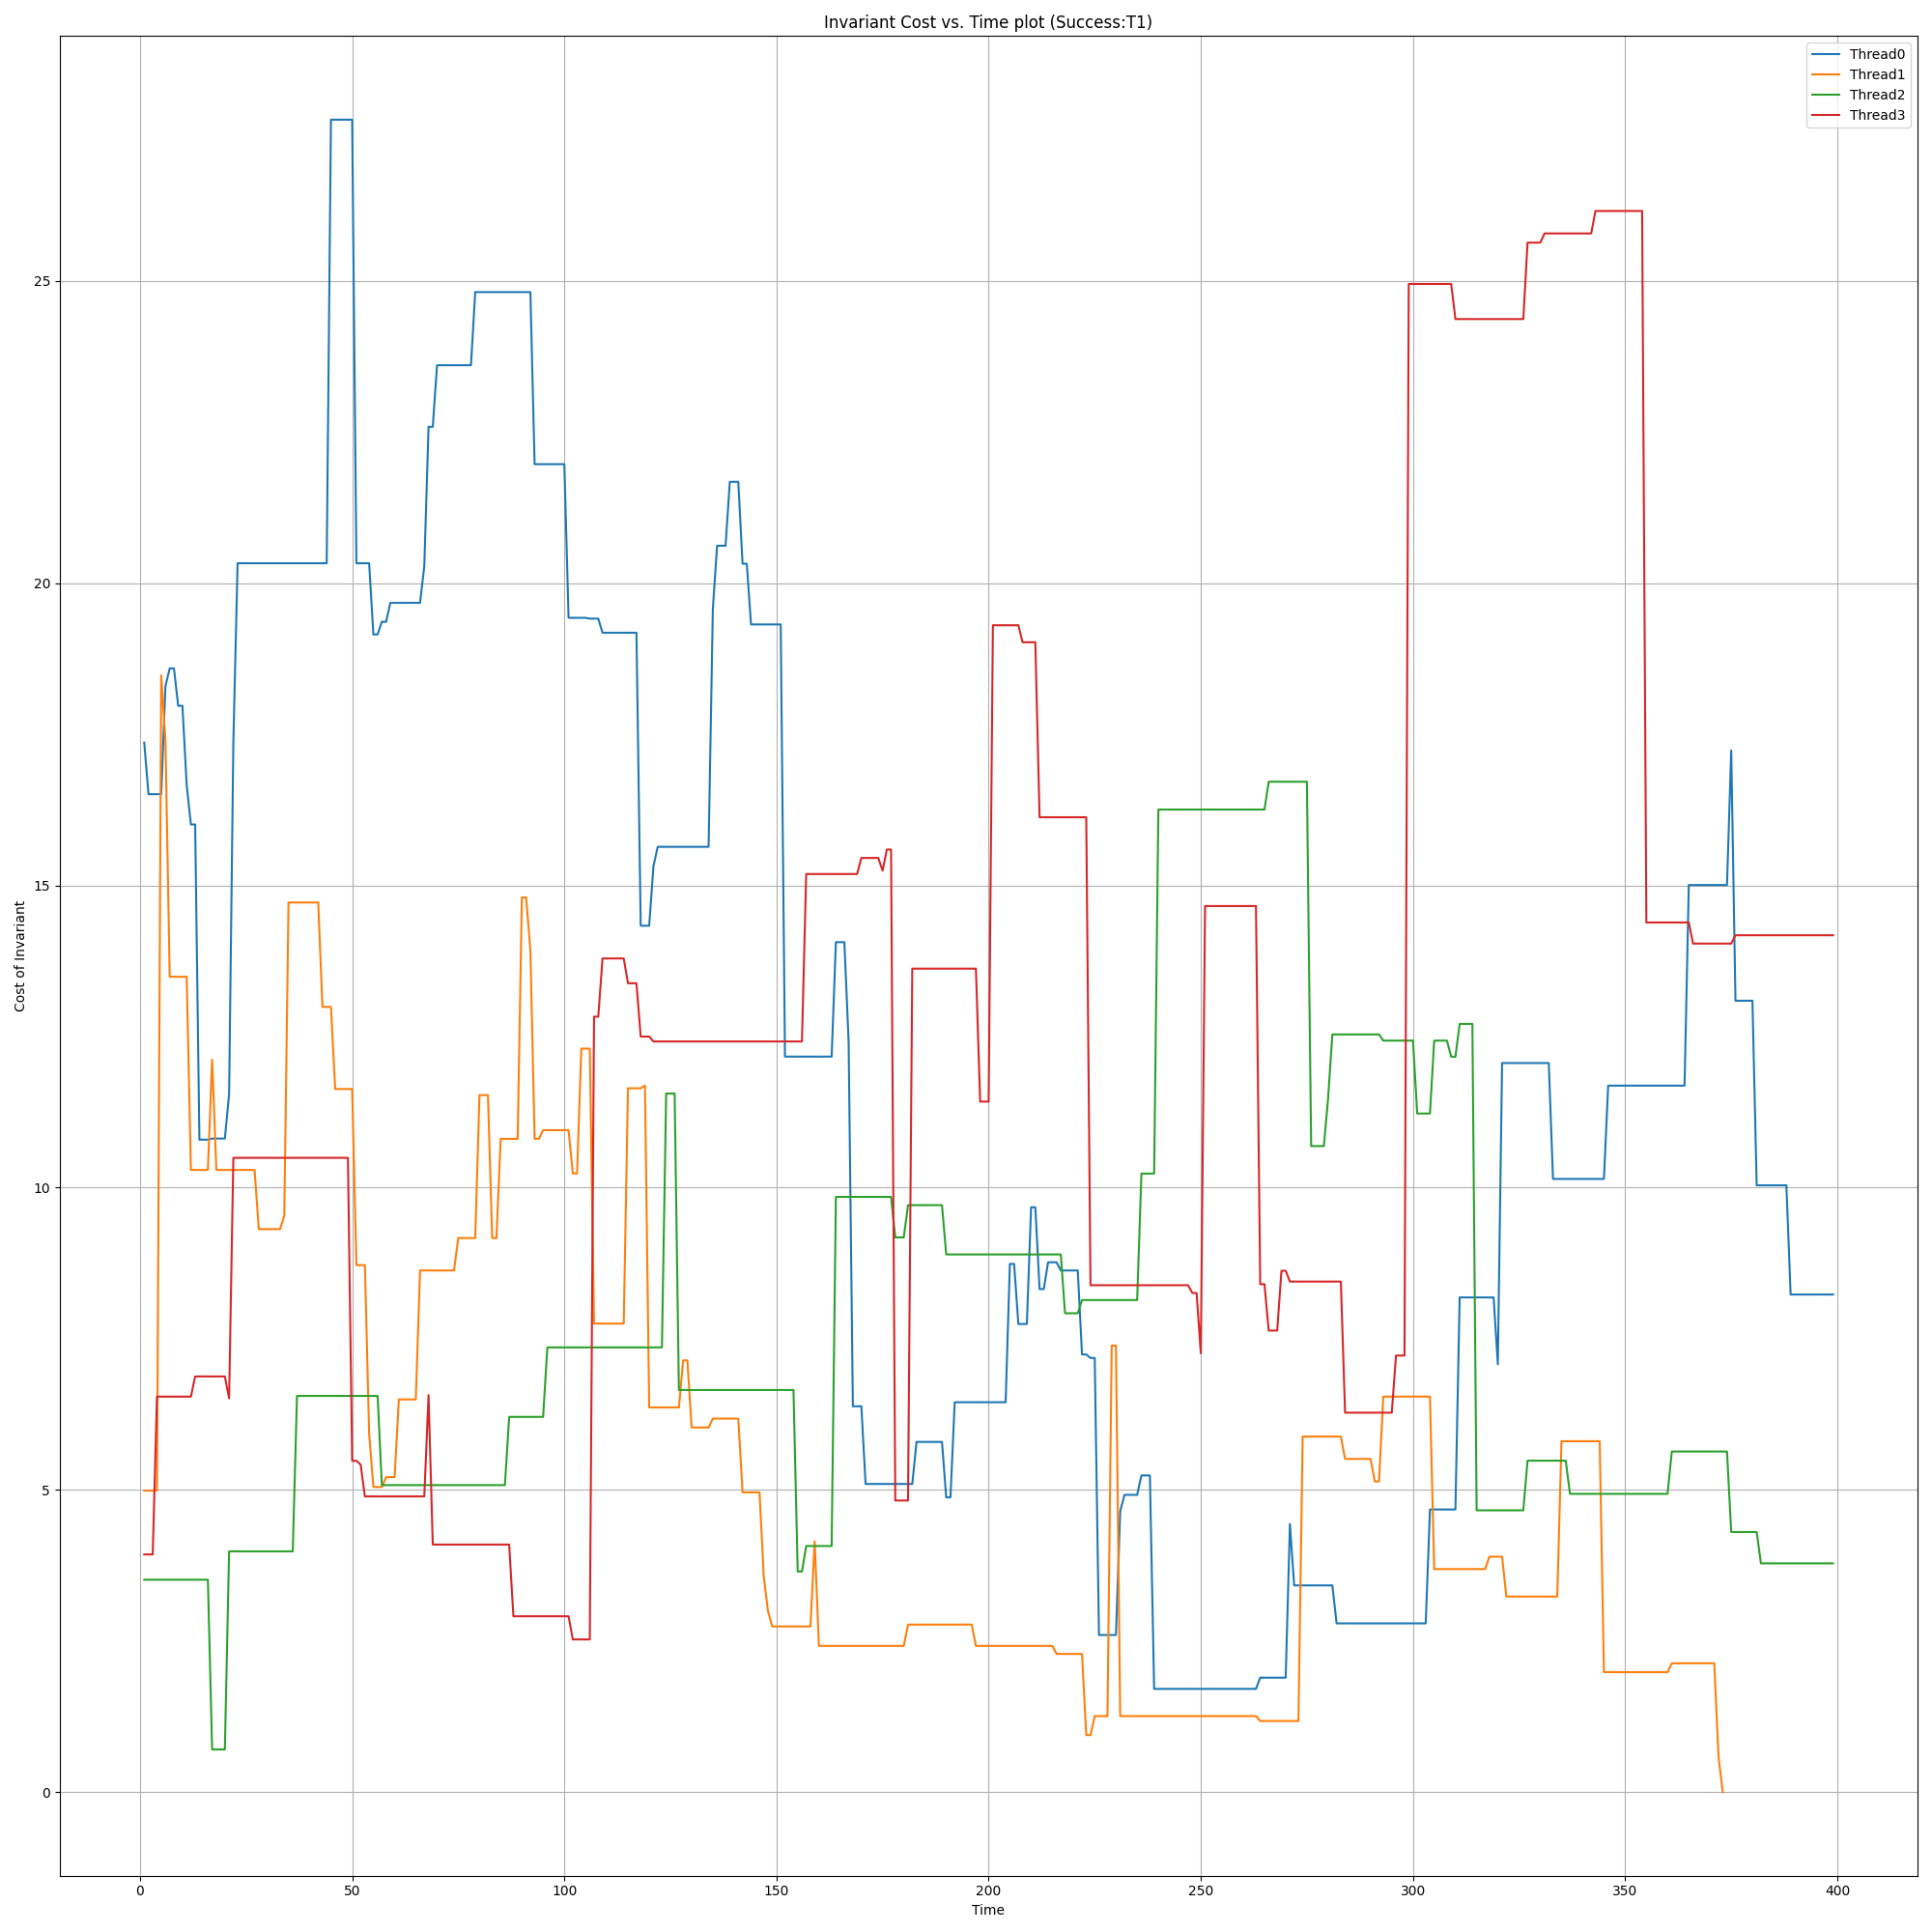 Invariant Cost vs. Time plot (Success:T1)
Thread0
Thread1
Thread2
Thread3
Cost of Invariant
25
20
15
10
5
0
0 50 100 150 200 250 300 350 400
Time